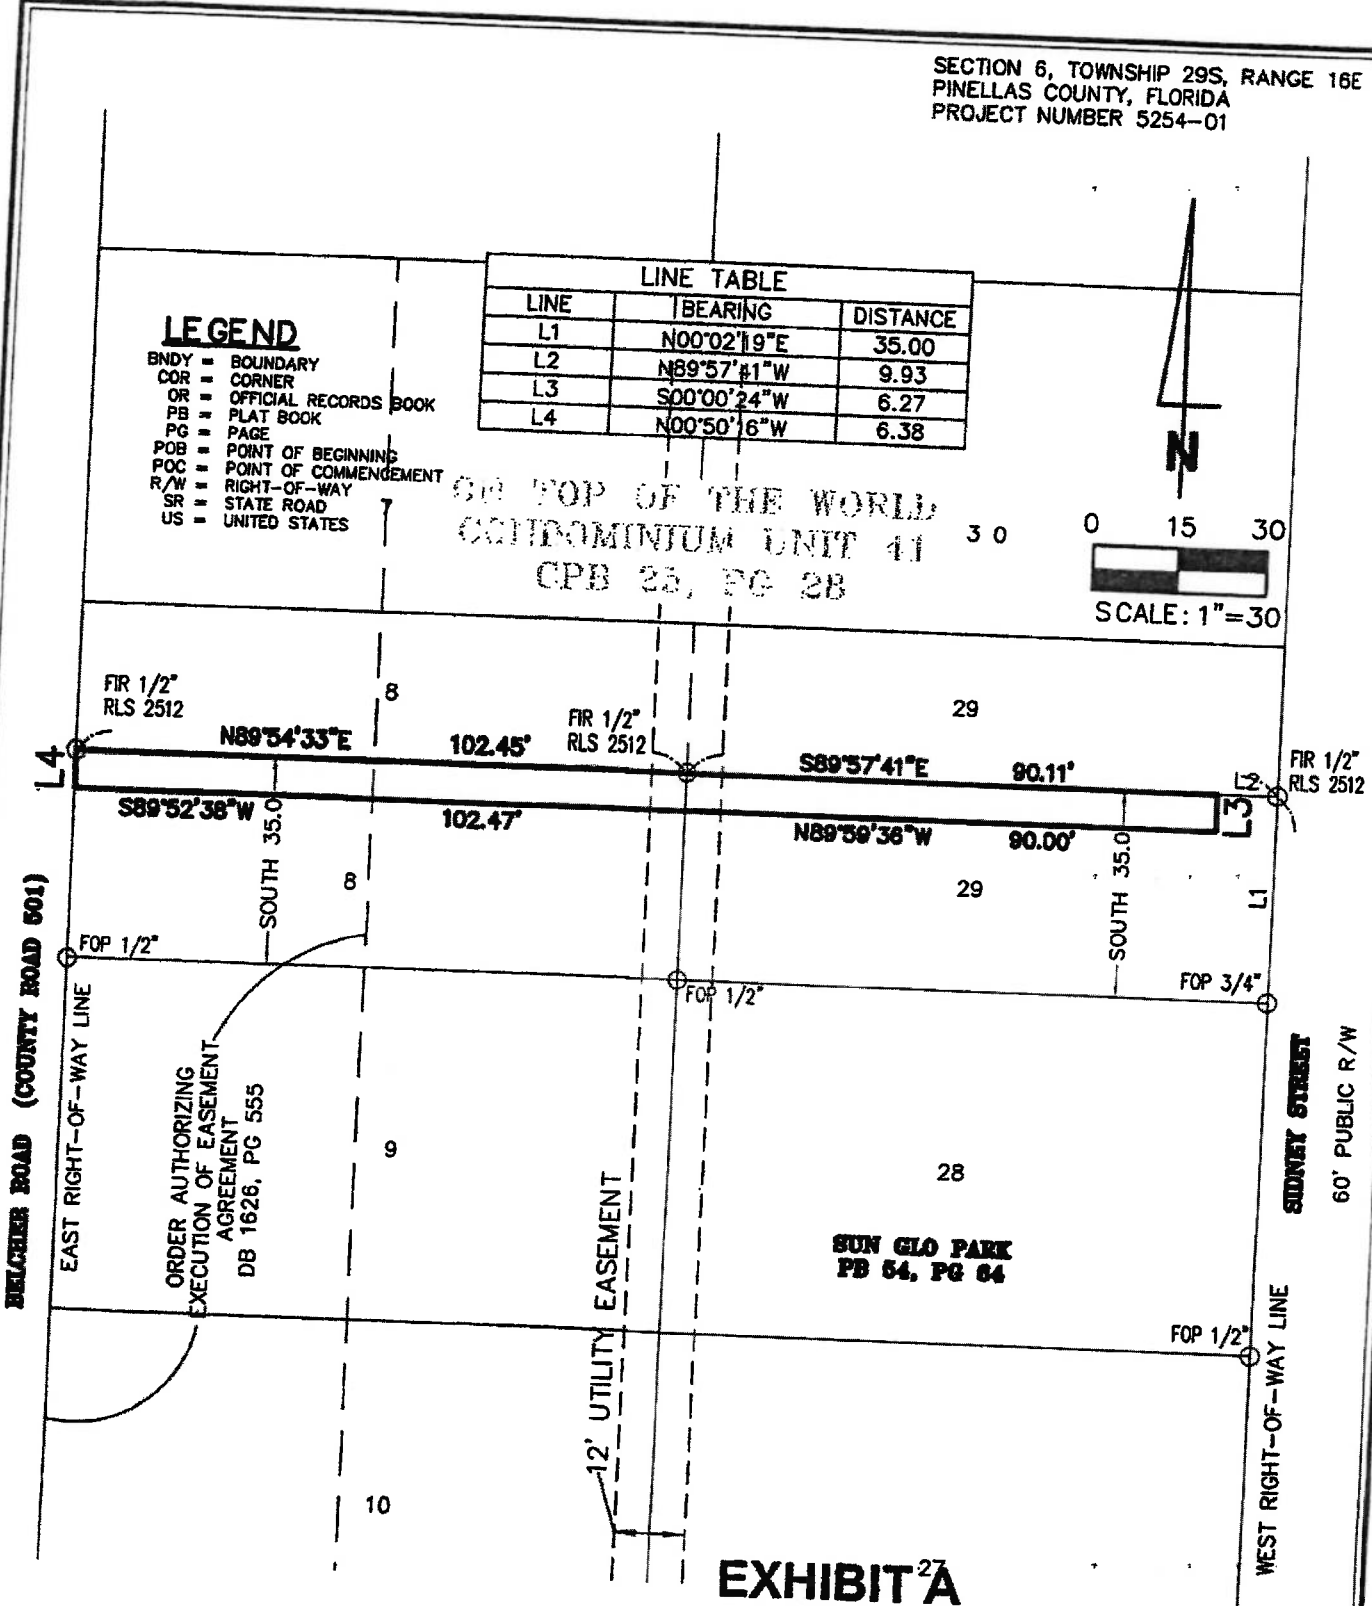 SECTION 6, TOWNSHIP 29S, RANGE 16E
PINELLAS COUNTY, FLORIDA
PROJECT NUMBER 5254-01
LINE TABLE
LINE BEARING DISTANCE
L1 N00°02'19"E 35.00
L2 N89°57'41"W 9.93
L3 S00°00'24"W 6.27
L4 N00°50'16"W 6.38
LEGEND
BNDY = BOUNDARY
COR = CORNER
OR = OFFICIAL RECORDS BOOK
PB = PLAT BOOK
PG = PAGE
POB = POINT OF BEGINNING
POC = POINT OF COMMENCEMENT
R/W = RIGHT-OF-WAY
SR = STATE ROAD
US = UNITED STATES
7
N
ON TOP OF THE WORLD
CONDOMINIUM UNIT 41
CPB 25, PG 28
30
0 15 30
SCALE: 1"=30
FIR 1/2"
RLS 2512
8
FIR 1/2"
RLS 2512
29
FIR 1/2"
RLS 2512
L4
N89°54'33"E 102.45'
S89°57'41"E 90.11'
L2
L3
S89°52'38"W 102.47'
N89°59'36"W 90.00'
SOUTH 35.0
SOUTH 35.0
8
29
L1
FOP 1/2"
FOP 1/2"
FOP 3/4"
BELCHER ROAD (COUNTY ROAD 501)
EAST RIGHT-OF-WAY LINE
ORDER AUTHORIZING
EXECUTION OF EASEMENT
AGREEMENT
DB 1626, PG 555
9
28
SUN GLO PARK
PB 54, PG 64
12' UTILITY EASEMENT
SIDNEY STREET
60' PUBLIC R/W
FOP 1/2"
WEST RIGHT-OF-WAY LINE
10
27
EXHIBIT A